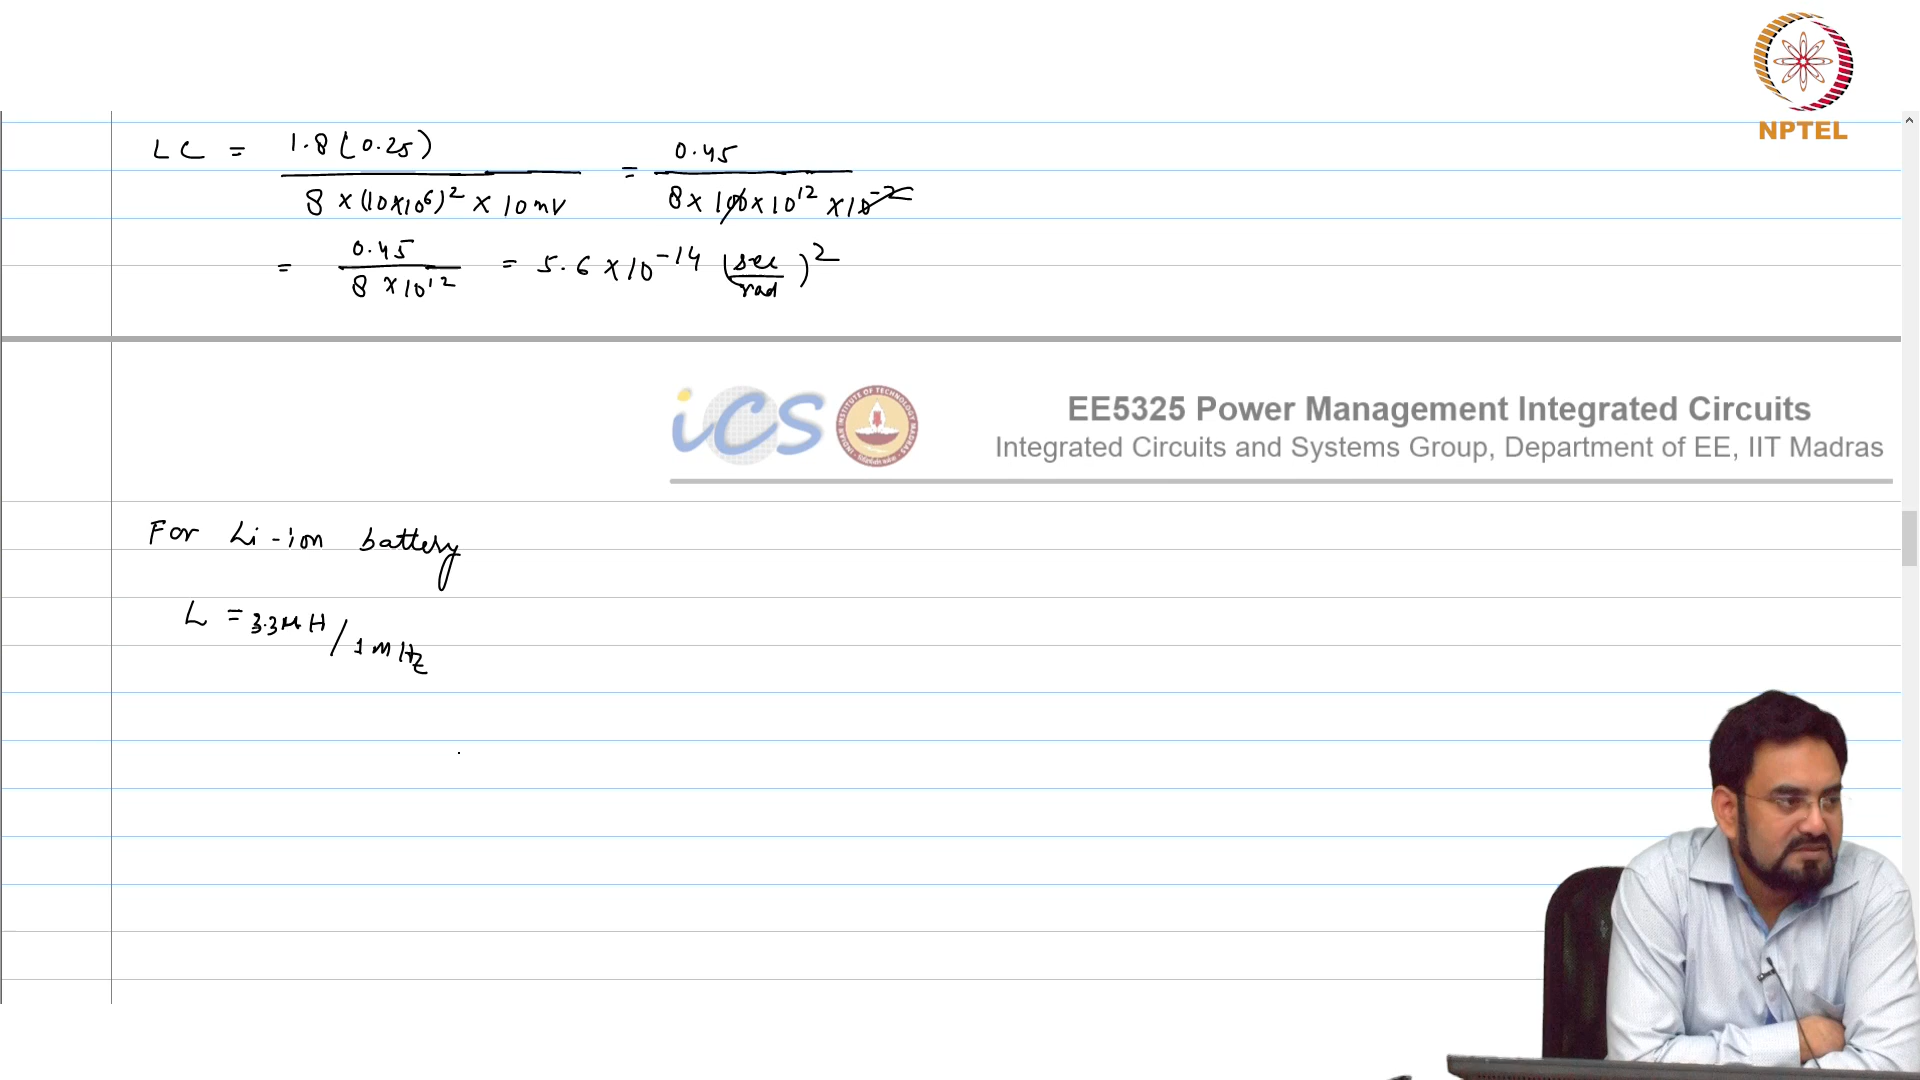 NPTEL
LC = 1.8(0.25) / 8 × (10×10⁶)² × 10mV = 0.45 / 8 × 100 × 10¹² × 10⁻²
= 0.45 / 8 × 10¹² = 5.6 × 10⁻¹⁴ (sec/rad)²
ics
EE5325 Power Management Integrated Circuits
Integrated Circuits and Systems Group, Department of EE, IIT Madras
For Li-ion battery
L = 3.3μH / 1MHz